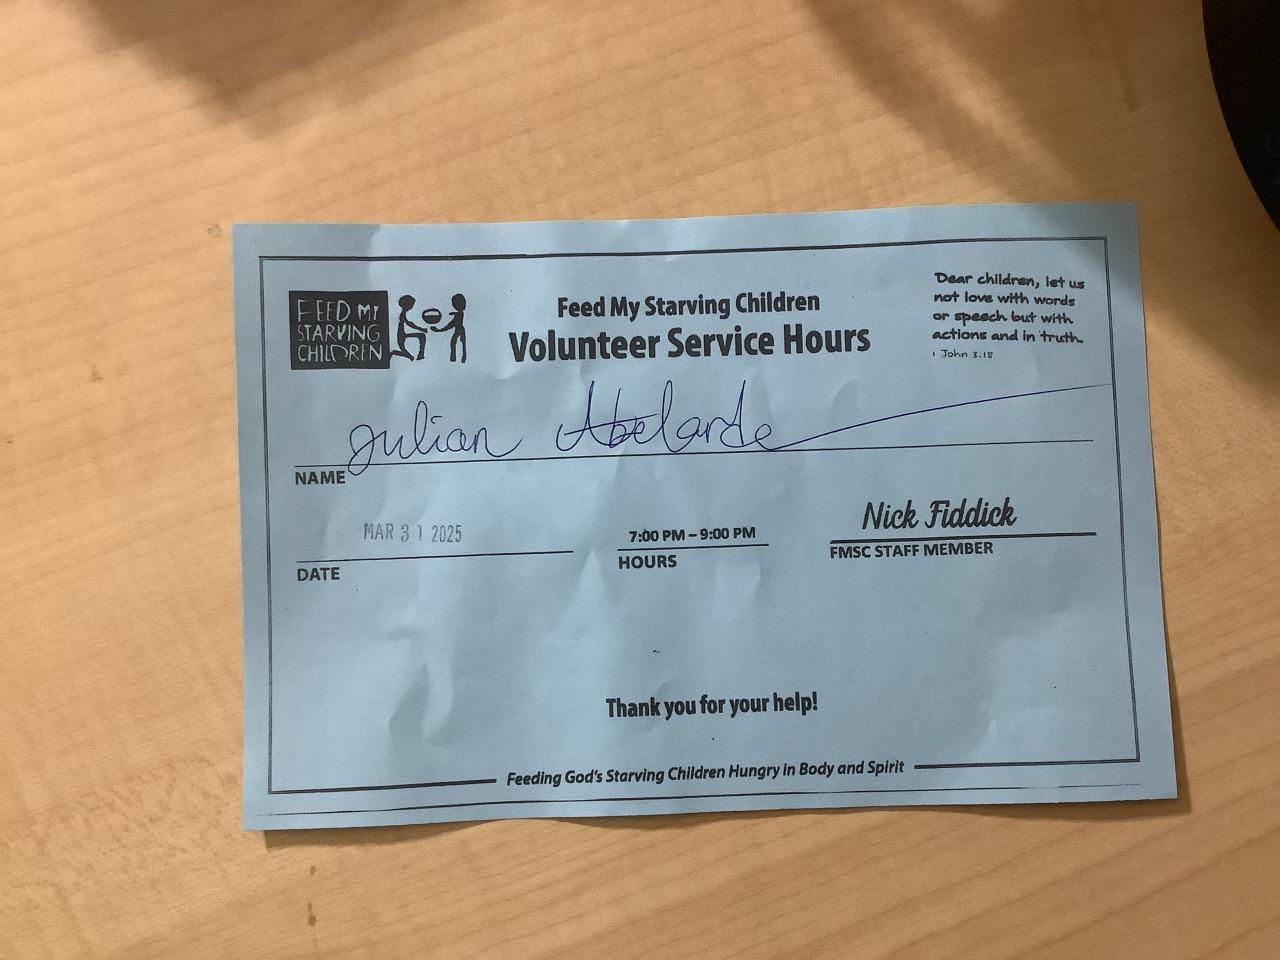 FEED MY
STARVING
CHILDREN
Feed My Starving Children
Volunteer Service Hours
Dear children, let us
not love with words
or speech but with
actions and in truth.
1 John 3:18
Julian Abelarde
NAME
MAR 31 2025
DATE
7:00 PM – 9:00 PM
HOURS
Nick Fiddick
FMSC STAFF MEMBER
Thank you for your help!
Feeding God's Starving Children Hungry in Body and Spirit